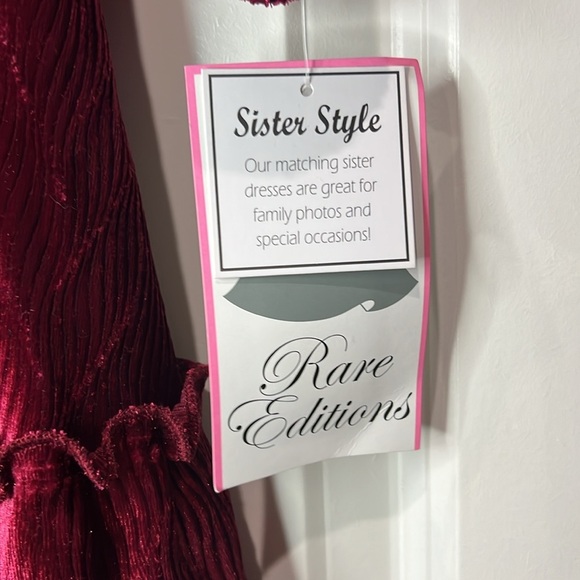 Sister Style
Our matching sister
dresses are great for
family photos and
special occasions!
Rare
Editions